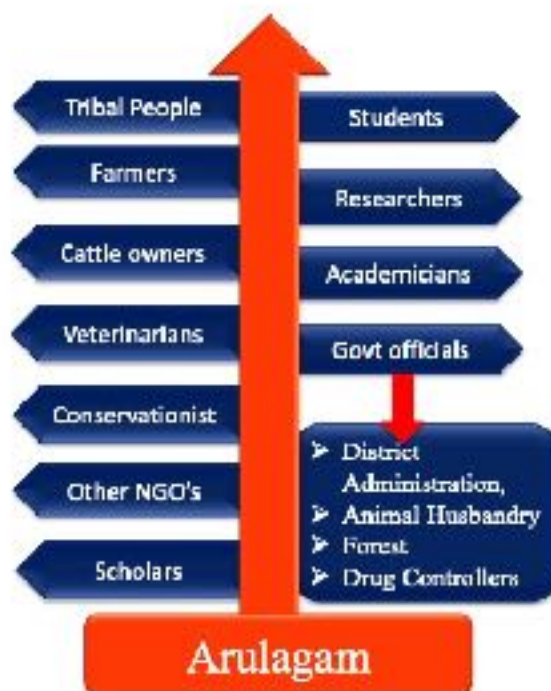 Tribal People
Farmers
Cattle owners
Veterinarians
Conservationist
Other NGO's
Scholars
Students
Researchers
Academicians
Govt officials
➢ District
Administration,
➢ Animal Husbandry
➢ Forest
➢ Drug Controllers
Arulagam